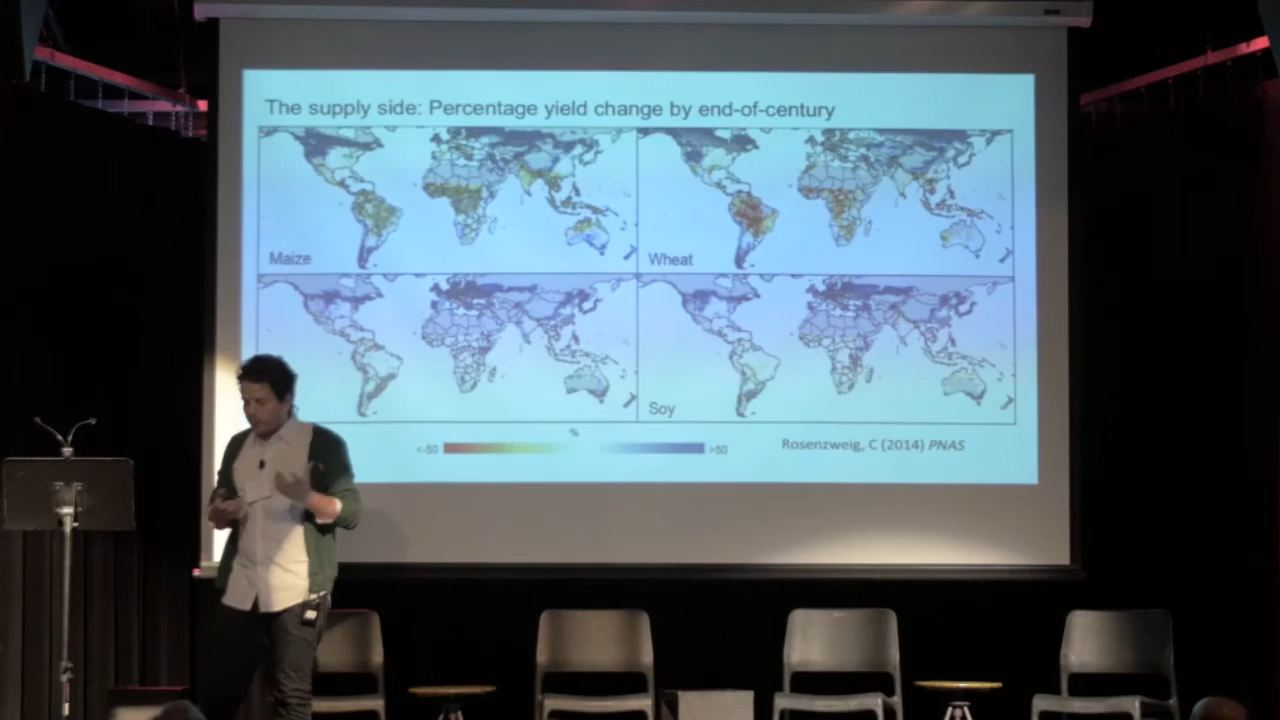 The supply side: Percentage yield change by end-of-century
Maize
Wheat
Soy
%
<-50
>50
Rosenzweig, C (2014) PNAS